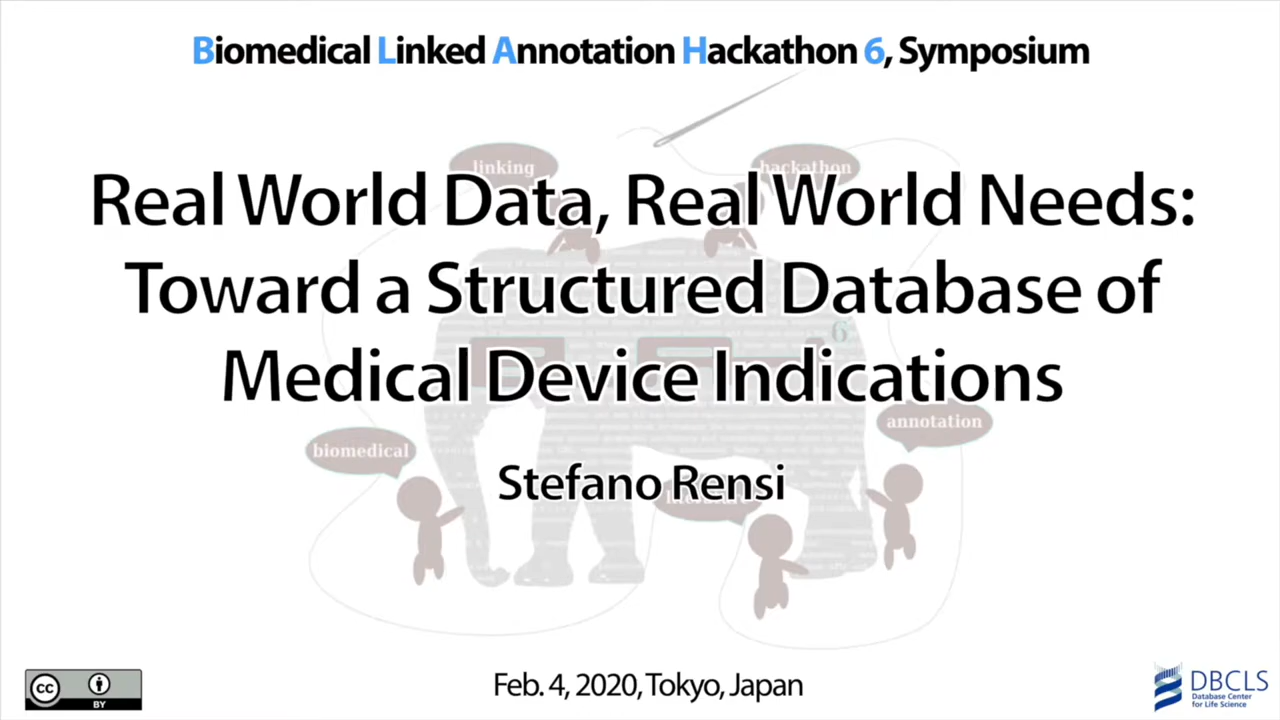 Biomedical Linked Annotation Hackathon 6, Symposium
linking
hackathon
Real World Data, Real World Needs:
Toward a Structured Database of
6
Medical Device Indications
annotation
biomedical
Stefano Rensi
Feb. 4, 2020, Tokyo, Japan
CC
BY
DBCLS
Database Center
for Life Science